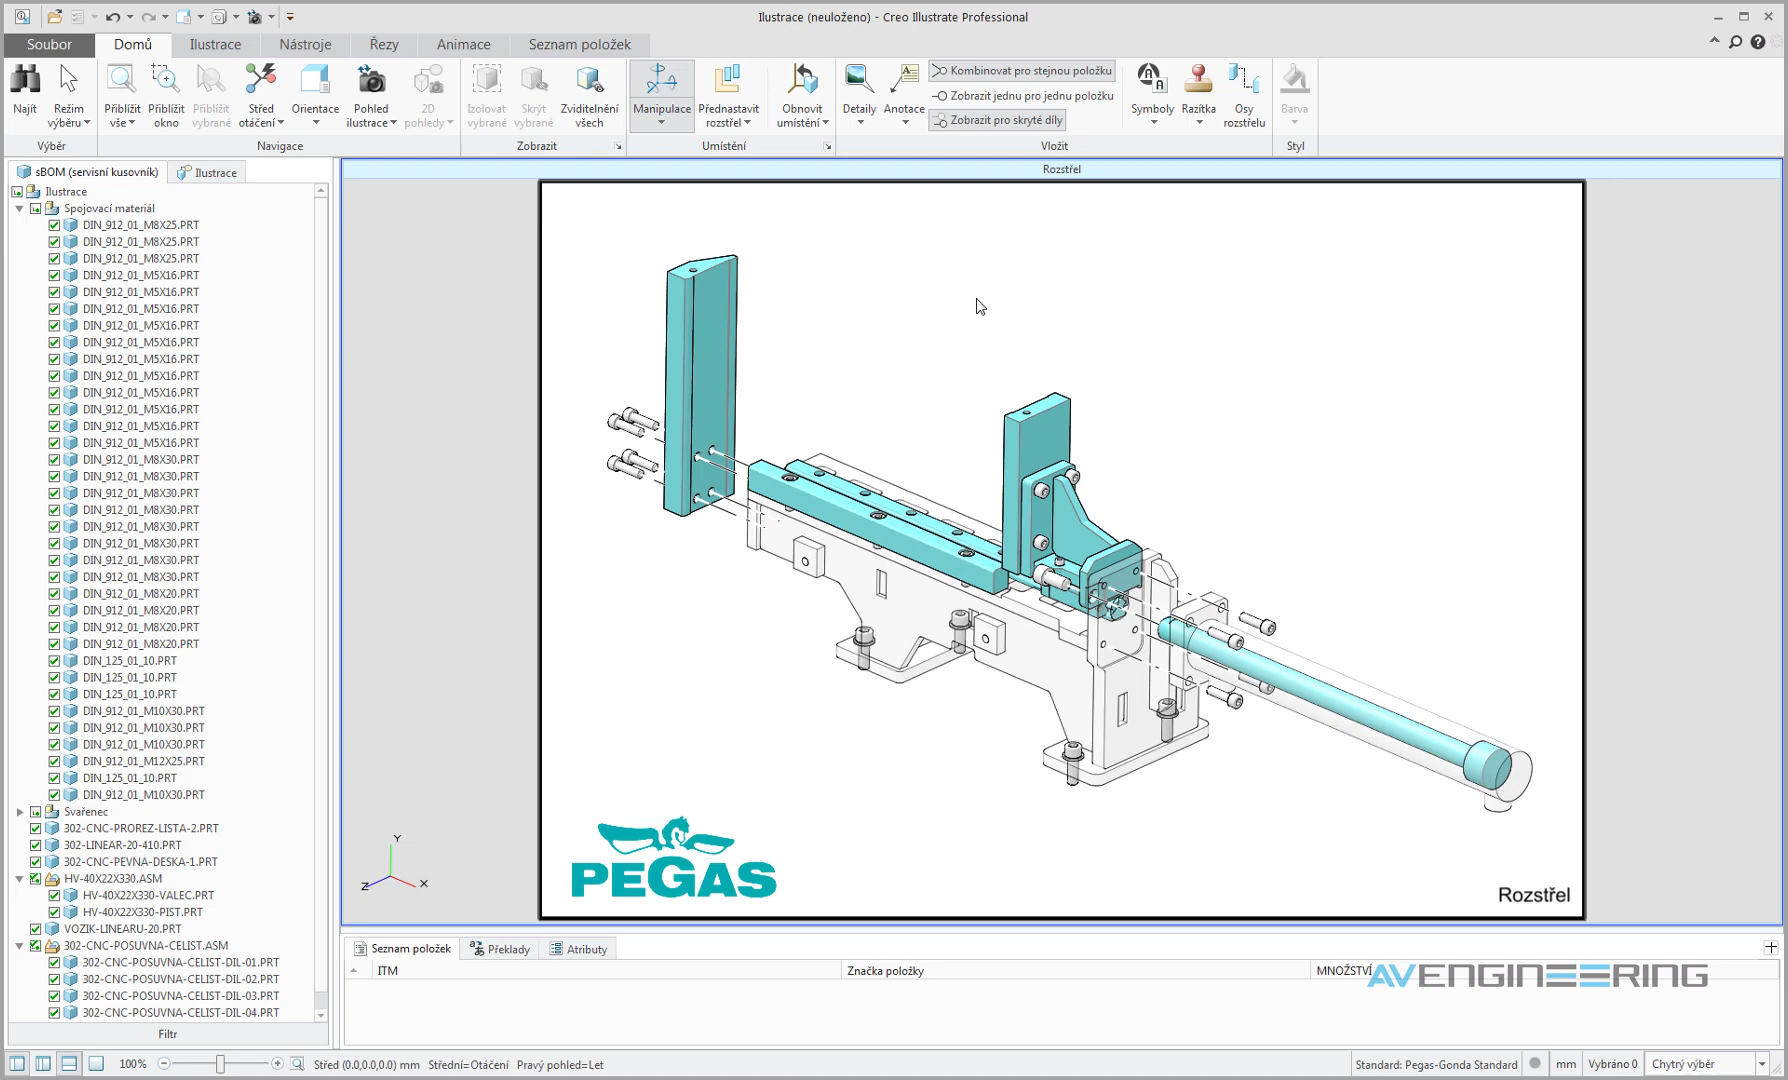 Ilustrace (neuloženo) - Creo Illustrate Professional
Soubor
Domů
Ilustrace
Nástroje
Řezy
Animace
Seznam položek
Najít
Režim výběru
Přiblížit vše
Přiblížit okno
Přiblížit vybrané
Střed otáčení
Orientace
Pohled ilustrace
2D pohledy
Izolovat vybrané
Skrýt vybrané
Zviditelnění všech
Manipulace
Přednastavit rozstřel
Obnovit umístění
Detaily
Anotace
Kombinovat pro stejnou položku
Zobrazit jednu pro jednu položku
Zobrazit pro skryté díly
Symboly
Razítka
Osy rozstřelu
Barva
Výběr
Navigace
Zobrazit
Umístění
Vložit
Styl
sBOM (servisní kusovník)
Ilustrace
Rozstřel
Ilustrace
Spojovací materiál
DIN_912_01_M8X25.PRT
DIN_912_01_M8X25.PRT
DIN_912_01_M8X25.PRT
DIN_912_01_M5X16.PRT
DIN_912_01_M5X16.PRT
DIN_912_01_M5X16.PRT
DIN_912_01_M5X16.PRT
DIN_912_01_M5X16.PRT
DIN_912_01_M5X16.PRT
DIN_912_01_M5X16.PRT
DIN_912_01_M5X16.PRT
DIN_912_01_M5X16.PRT
DIN_912_01_M5X16.PRT
DIN_912_01_M5X16.PRT
DIN_912_01_M8X30.PRT
DIN_912_01_M8X30.PRT
DIN_912_01_M8X30.PRT
DIN_912_01_M8X30.PRT
DIN_912_01_M8X30.PRT
DIN_912_01_M8X30.PRT
DIN_912_01_M8X30.PRT
DIN_912_01_M8X30.PRT
DIN_912_01_M8X20.PRT
DIN_912_01_M8X20.PRT
DIN_912_01_M8X20.PRT
DIN_912_01_M8X20.PRT
DIN_125_01_10.PRT
DIN_125_01_10.PRT
DIN_125_01_10.PRT
DIN_912_01_M10X30.PRT
DIN_912_01_M10X30.PRT
DIN_912_01_M10X30.PRT
DIN_912_01_M12X25.PRT
DIN_125_01_10.PRT
DIN_912_01_M10X30.PRT
Svařenec
302-CNC-PROREZ-LISTA-2.PRT
302-LINEAR-20-410.PRT
302-CNC-PEVNA-DESKA-1.PRT
HV-40X22X330.ASM
HV-40X22X330-VALEC.PRT
HV-40X22X330-PIST.PRT
VOZIK-LINEARU-20.PRT
302-CNC-POSUVNA-CELIST.ASM
302-CNC-POSUVNA-CELIST-DIL-01.PRT
302-CNC-POSUVNA-CELIST-DIL-02.PRT
302-CNC-POSUVNA-CELIST-DIL-03.PRT
302-CNC-POSUVNA-CELIST-DIL-04.PRT
Filtr
Y
Z
X
PEGAS
Rozstřel
Seznam položek
Překlady
Atributy
ITM
Značka položky
MNOŽSTVÍ
AVENGINEERING
100%
Střed (0.0,0.0,0.0) mm
Střední=Otáčení
Pravý pohled=Let
Standard: Pegas-Gonda Standard
mm
Vybráno 0
Chytrý výběr